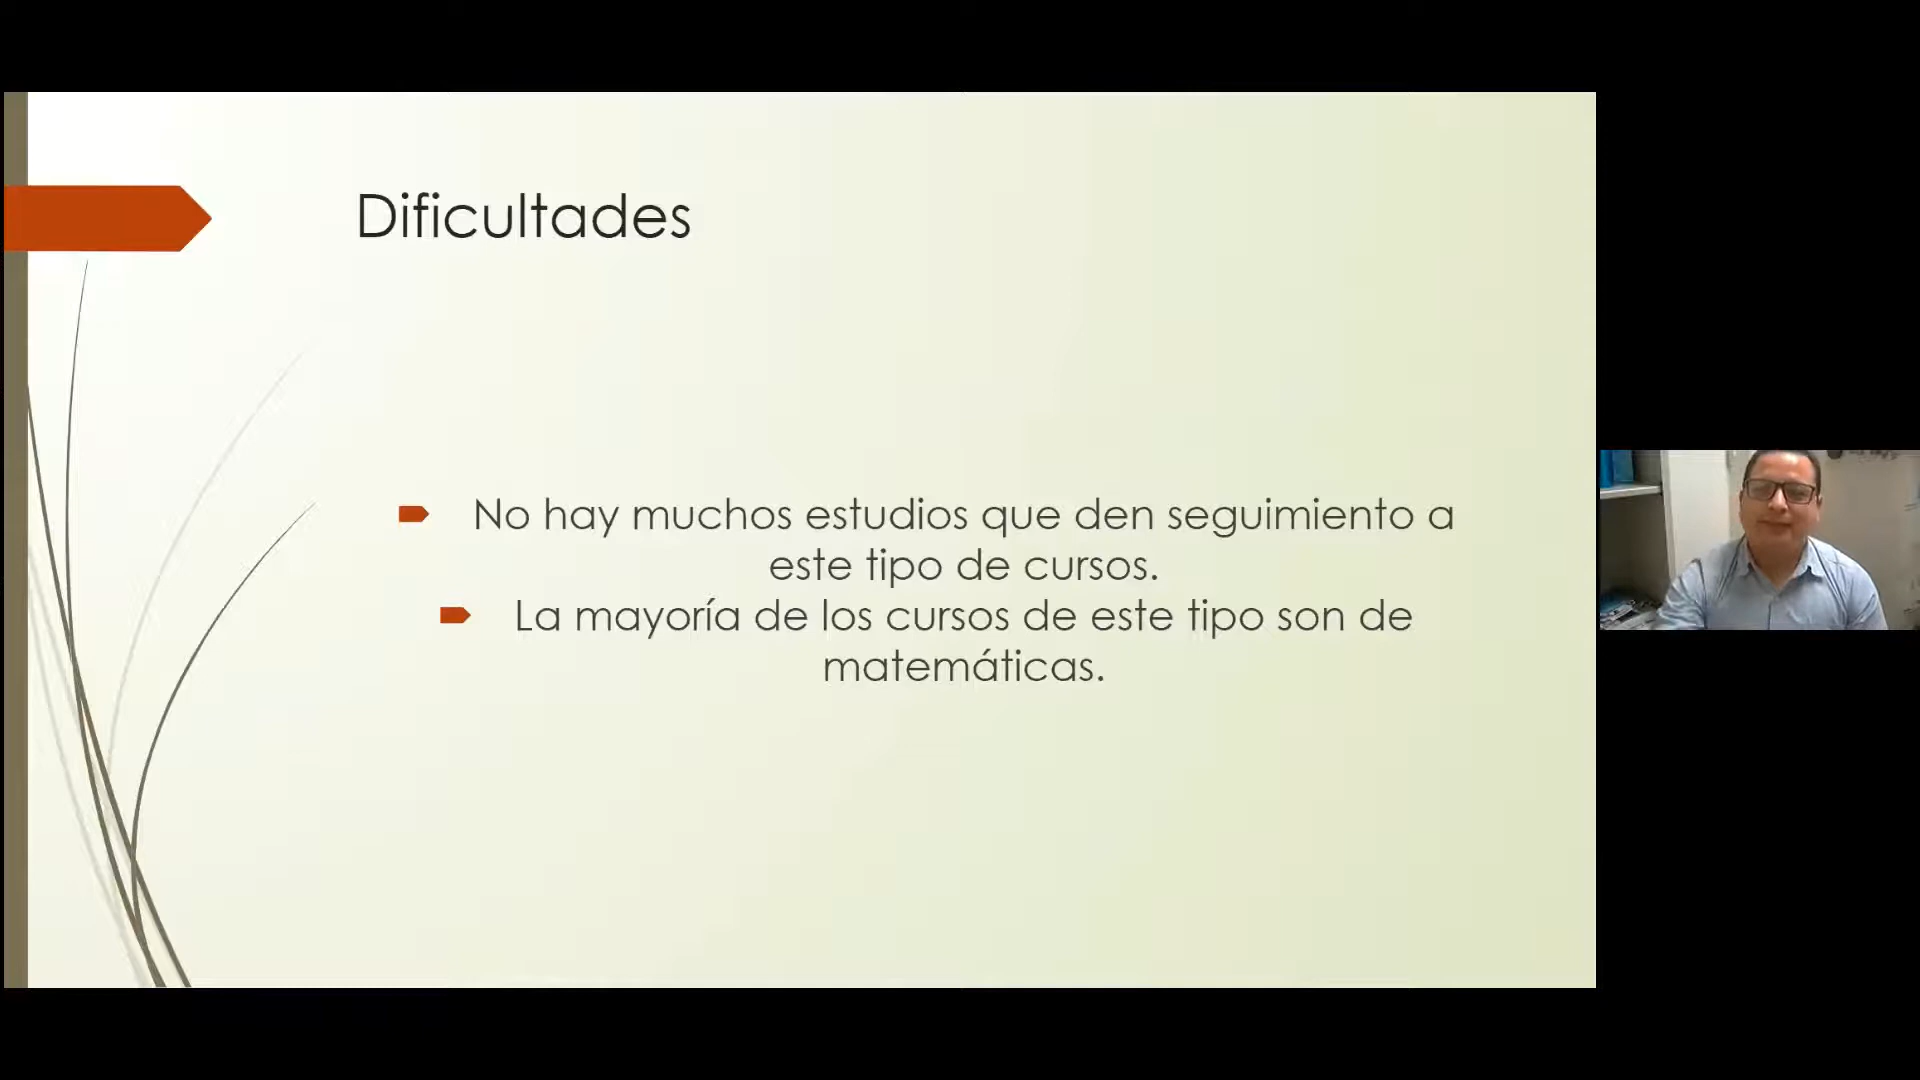 Dificultades
No hay muchos estudios que den seguimiento a
este tipo de cursos.
La mayoría de los cursos de este tipo son de
matemáticas.